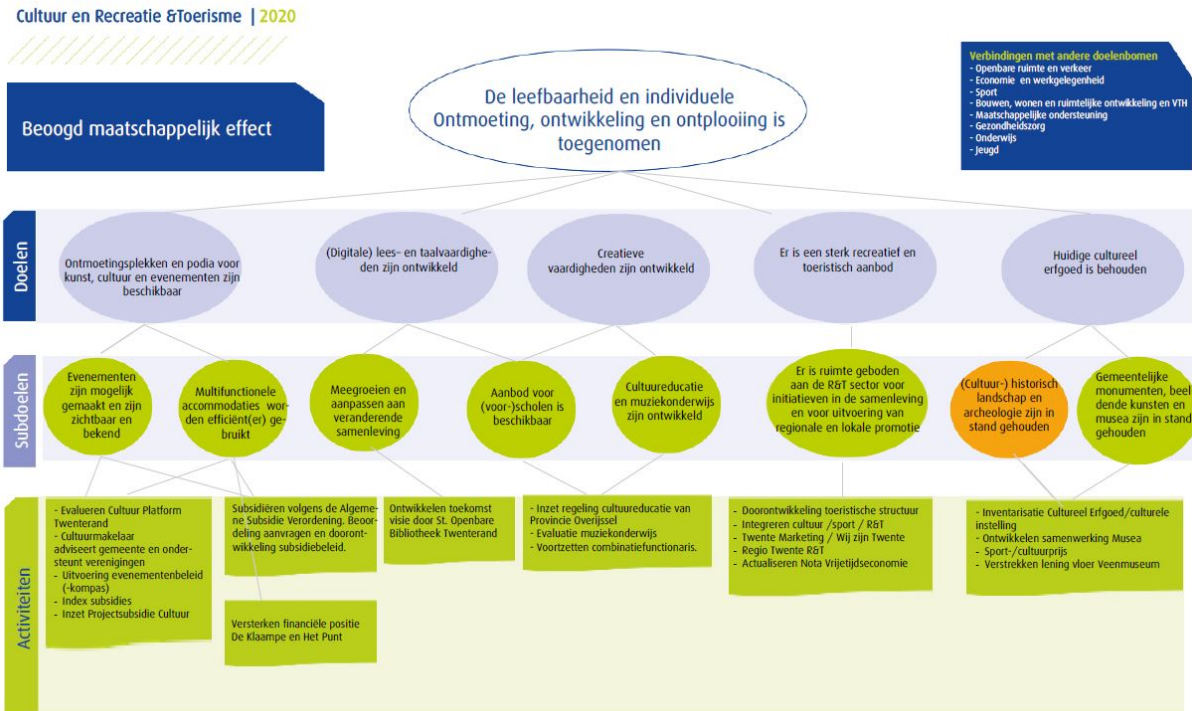 Cultuur en Recreatie &Toerisme | 2020
Beoogd maatschappelijk effect
De leefbaarheid en individuele
Ontmoeting, ontwikkeling en ontplooiing is
toegenomen
Verbindingen met andere doelenbomen
- Openbare ruimte en verkeer
- Economie en werkgelegenheid
- Sport
- Bouwen, wonen en ruimtelijke ontwikkeling en VTH
- Maatschappelijke ondersteuning
- Gezondheidszorg
- Onderwijs
- Jeugd
Doelen
Ontmoetingsplekken en podia voor
kunst, cultuur en evenementen zijn
beschikbaar
(Digitale) lees- en taalvaardighe-
den zijn ontwikkeld
Creatieve
vaardigheden zijn ontwikkeld
Er is een sterk recreatief en
toeristisch aanbod
Huidige cultureel
erfgoed is behouden
Subdoelen
Evenementen
zijn mogelijk
gemaakt en zijn
zichtbaar en
bekend
Multifunctionele
accommodaties wor-
den efficiënt(er) ge-
bruikt
Meegroeien en
aanpassen aan
veranderende
samenleving
Aanbod voor
(voor-)scholen is
beschikbaar
Cultuureducatie
en muziekonderwijs
zijn ontwikkeld
Er is ruimte geboden
aan de R&T sector voor
initiatieven in de samenleving
en voor uitvoering van
regionale en lokale promotie
(Cultuur-) historisch
landschap en
archeologie zijn in
stand gehouden
Gemeentelijke
monumenten, beel
dende kunsten en
musea zijn in stand
gehouden
Activiteiten
- Evalueren Cultuur Platform
Twenterand
- Cultuurmakelaar
adviseert gemeente en onder-
steunt verenigingen
- Uitvoering evenementenbeleid
(-kompas)
- Index subsidies
- Inzet Projectsubsidie Cultuur
Subsidiëren volgens de Algeme-
ne Subsidie Verordening. Beoor-
deling aanvragen en dooront-
wikkeling subsidiebeleid.
Versterken financiële positie
De Klaampe en Het Punt
Ontwikkelen toekomst
visie door St. Openbare
Bibliotheek Twenterand
- Inzet regeling cultuureducatie van
Provincie Overijssel
- Evaluatie muziekonderwijs
- Voortzetten combinatiefunctionaris.
- Doorontwikkeling toeristische structuur
- Integreren cultuur /sport / R&T
- Twente Marketing / Wij zijn Twente
- Regio Twente R&T
- Actualiseren Nota Vrijetijdseconomie
- Inventarisatie Cultureel Erfgoed/culturele
instelling
- Ontwikkelen samenwerking Musea
- Sport-/cultuurprijs
- Verstrekken lening vloer Veenmuseum